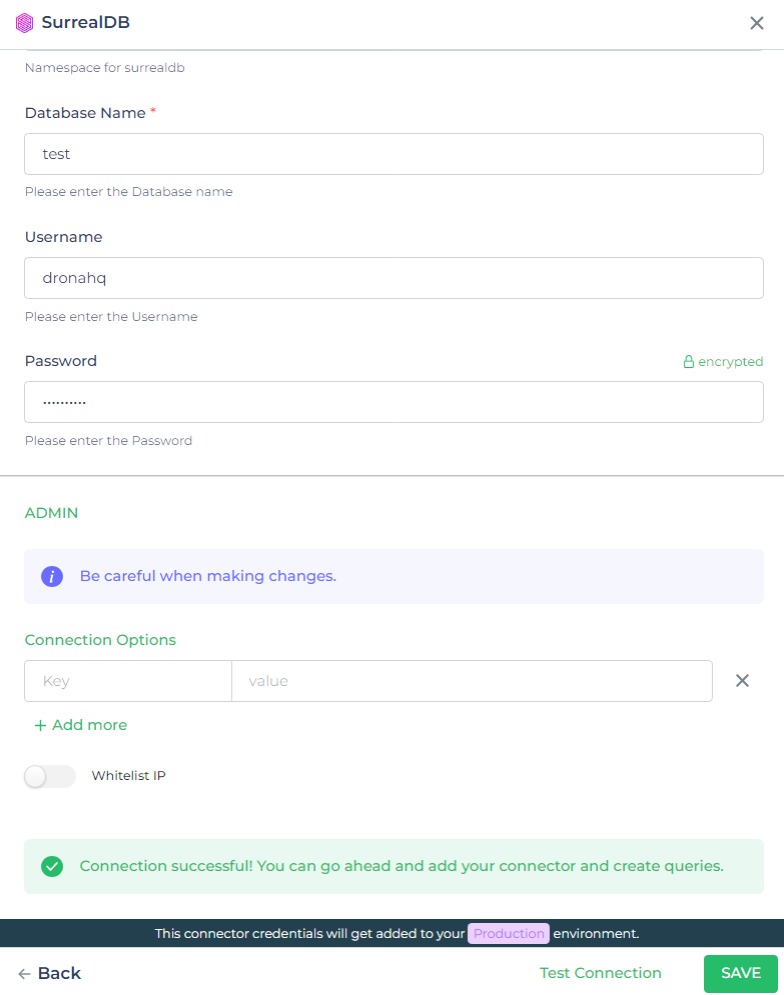 SurrealDB
Namespace for surrealdb
Database Name *
test
Please enter the Database name
Username
dronahq
Please enter the Username
Password
encrypted
··········
Please enter the Password
ADMIN
i
Be careful when making changes.
Connection Options
Key
value
+ Add more
Whitelist IP
Connection successful! You can go ahead and add your connector and create queries.
This connector credentials will get added to your Production environment.
← Back
Test Connection
SAVE